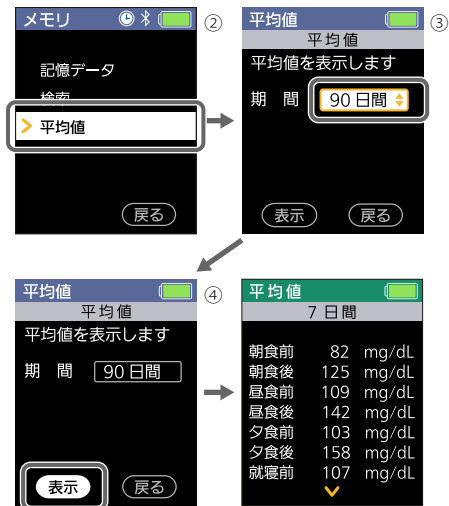 メモリ
②
記憶データ
検索
平均値
戻る
平均値
③
平均値
平均値を表示します
期 間 90日間
表示 戻る
平均値
④
平均値
平均値を表示します
期 間 90日間
表示 戻る
平均値
7日間
朝食前 82 mg/dL
朝食後 125 mg/dL
昼食前 109 mg/dL
昼食後 142 mg/dL
夕食前 103 mg/dL
夕食後 158 mg/dL
就寝前 107 mg/dL